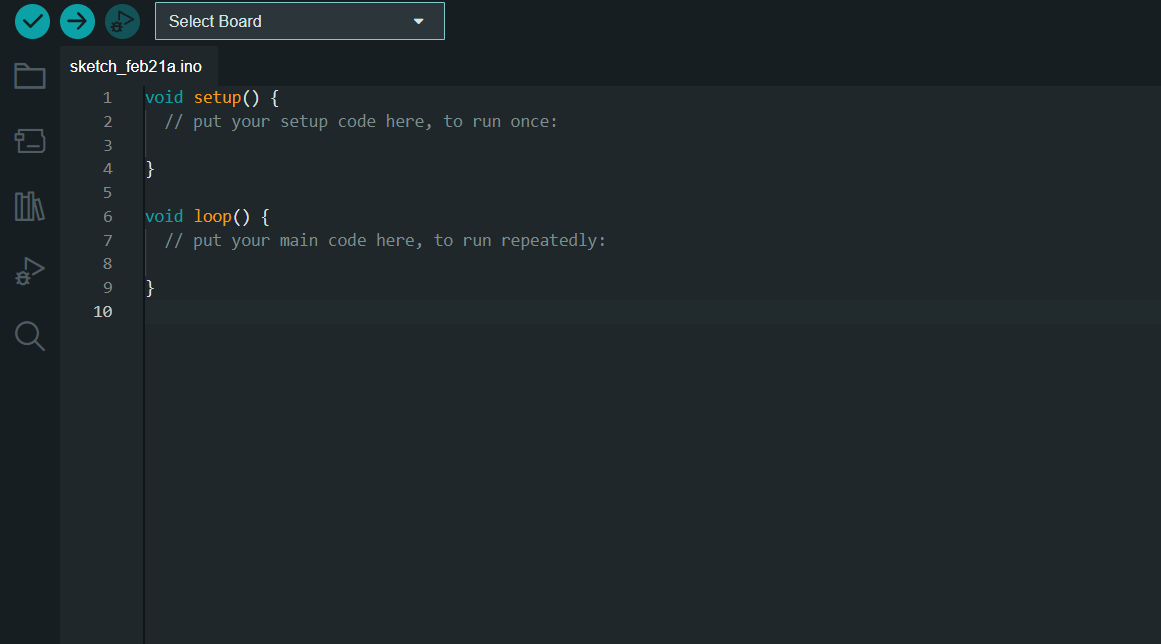 Select Board
sketch_feb21a.ino
1 void setup() {
2   // put your setup code here, to run once:
3
4 }
5
6 void loop() {
7   // put your main code here, to run repeatedly:
8
9 }
10